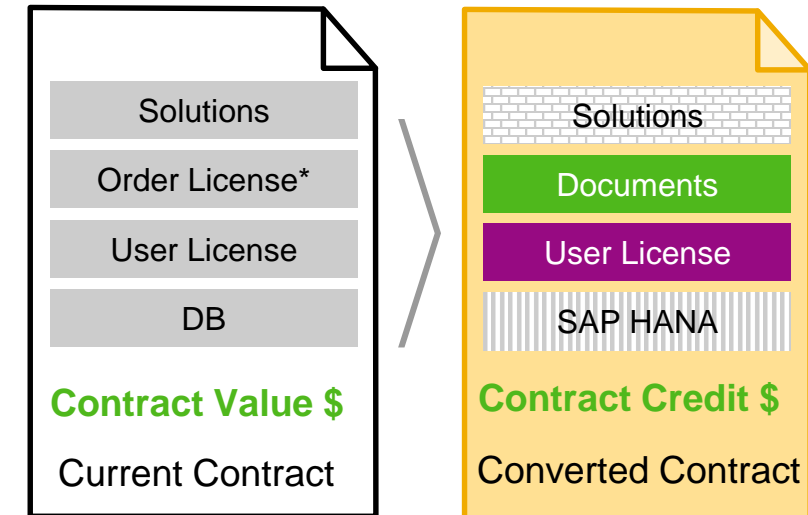 Solutions
Order License*
User License
DB
Contract Value $
Current Contract
Solutions
Documents
User License
SAP HANA
Contract Credit $
Converted Contract